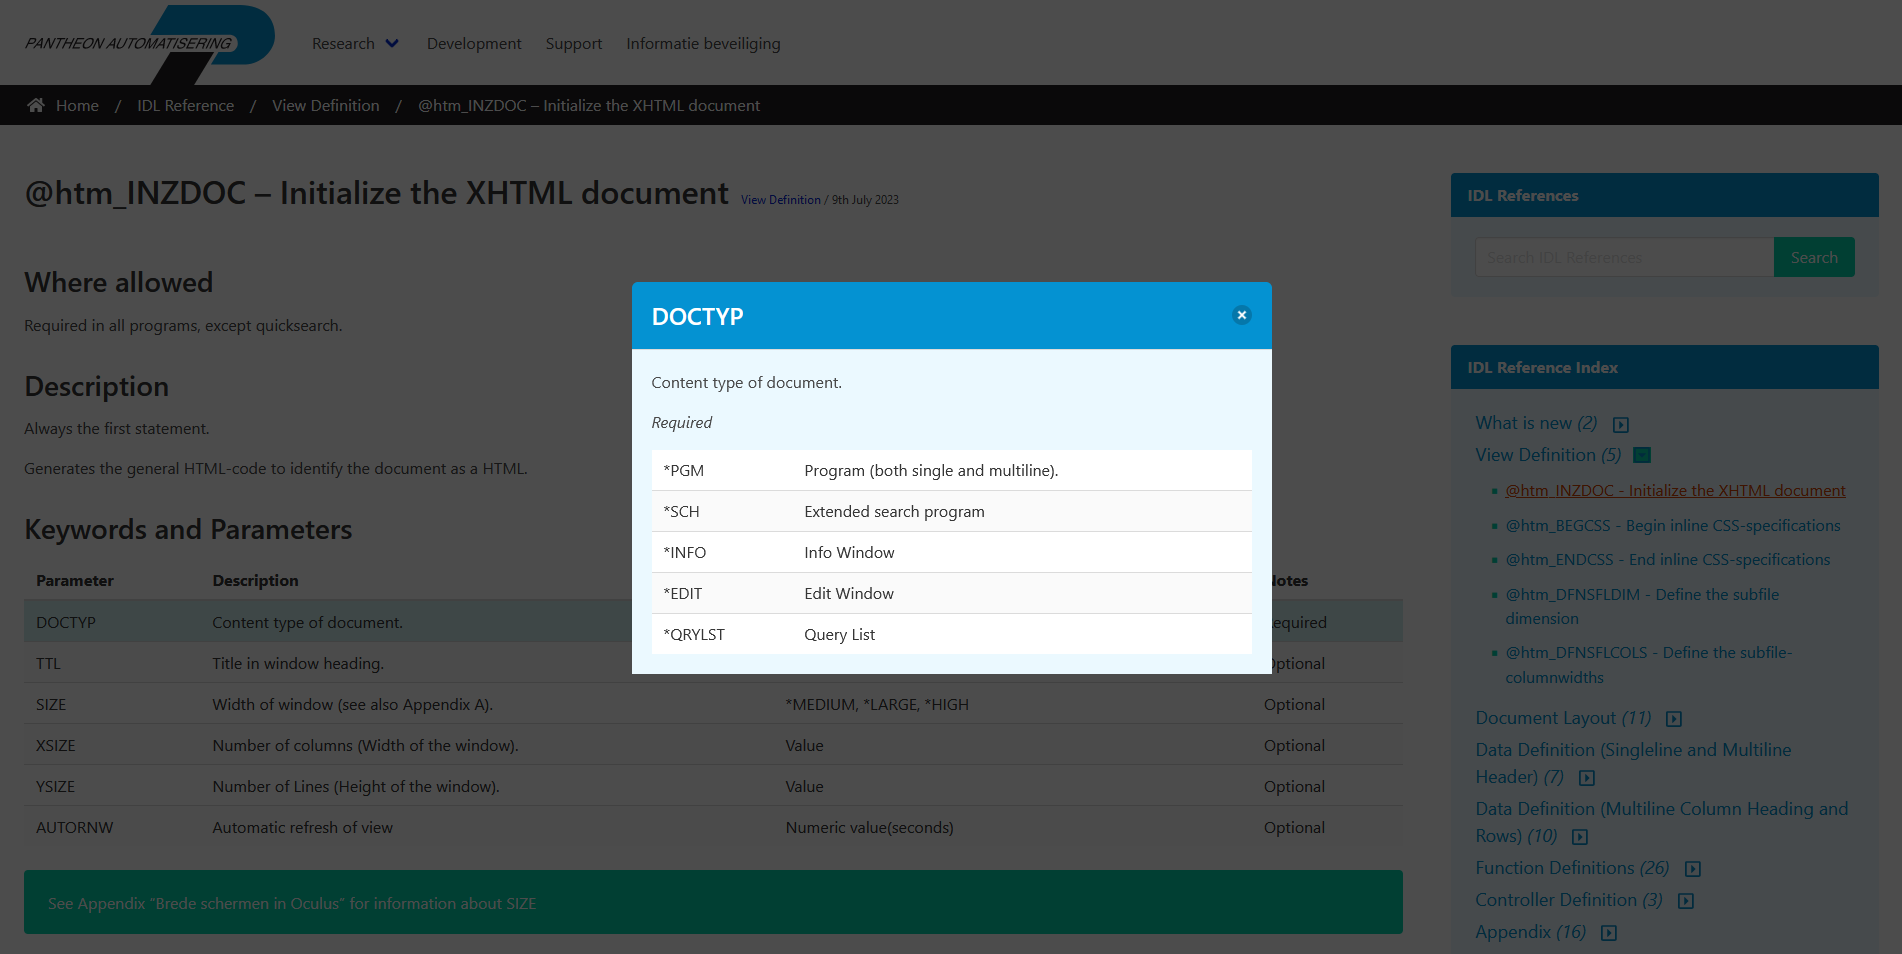 PANTHEON AUTOMATISERING
Research Development Support Informatie beveiliging
Home / IDL Reference / View Definition / @htm_INZDOC – Initialize the XHTML document
@htm_INZDOC – Initialize the XHTML document View Definition / 9th July 2023
Where allowed
Required in all programs, except quicksearch.
Description
Always the first statement.
Generates the general HTML-code to identify the document as a HTML.
Keywords and Parameters
Parameter Description Notes
DOCTYP Content type of document. equired
TTL Title in window heading. Optional
SIZE Width of window (see also Appendix A). *MEDIUM, *LARGE, *HIGH Optional
XSIZE Number of columns (Width of the window). Value Optional
YSIZE Number of Lines (Height of the window). Value Optional
AUTORNW Automatic refresh of view Numeric value(seconds) Optional
See Appendix “Brede schermen in Oculus” for information about SIZE
DOCTYP
Content type of document.
Required
*PGM Program (both single and multiline).
*SCH Extended search program
*INFO Info Window
*EDIT Edit Window
*QRYLST Query List
IDL References
Search IDL References
Search
IDL Reference Index
What is new (2)
View Definition (5)
@htm_INZDOC - Initialize the XHTML document
@htm_BEGCSS - Begin inline CSS-specifications
@htm_ENDCSS - End inline CSS-specifications
@htm_DFNSFLDIM - Define the subfile
dimension
@htm_DFNSFLCOLS - Define the subfile-
columnwidths
Document Layout (11)
Data Definition (Singleline and Multiline
Header) (7)
Data Definition (Multiline Column Heading and
Rows) (10)
Function Definitions (26)
Controller Definition (3)
Appendix (16)